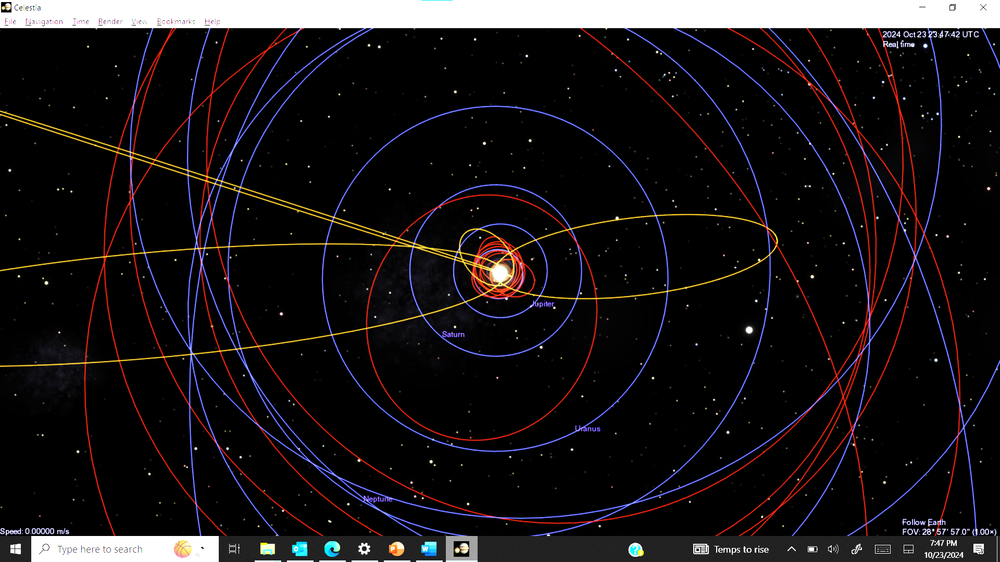 Celestia
File Navigation Time Render View Bookmarks Help
2024 Oct 23 23:47:42 UTC
Real time
Jupiter
Saturn
Uranus
Neptune
Speed: 0.00000 m/s
Follow Earth
FOV: 28° 57' 57.0" (1.00×)
Type here to search
Temps to rise
7:47 PM
10/23/2024